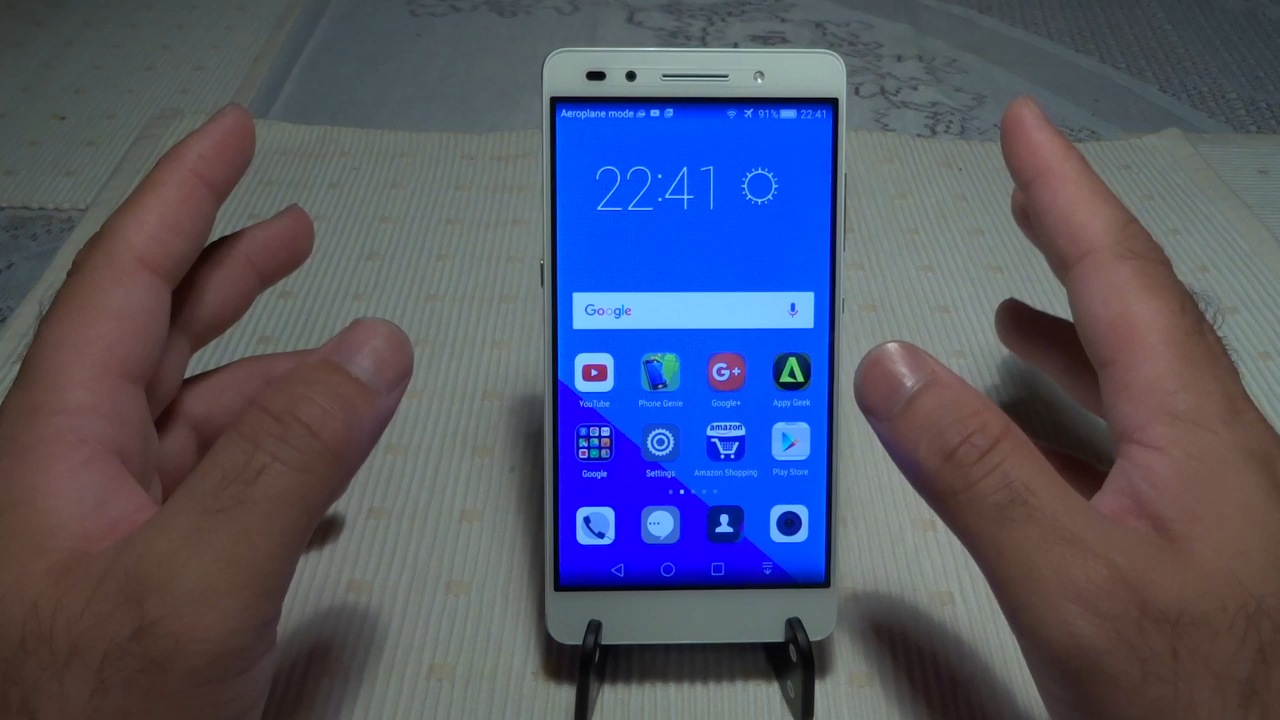 Aeroplane mode 91% 22:41
22:41
Google
G+
YouTube Phone Genie Google+ Appy Geek
amazon
Google Settings Amazon Shopping Play Store